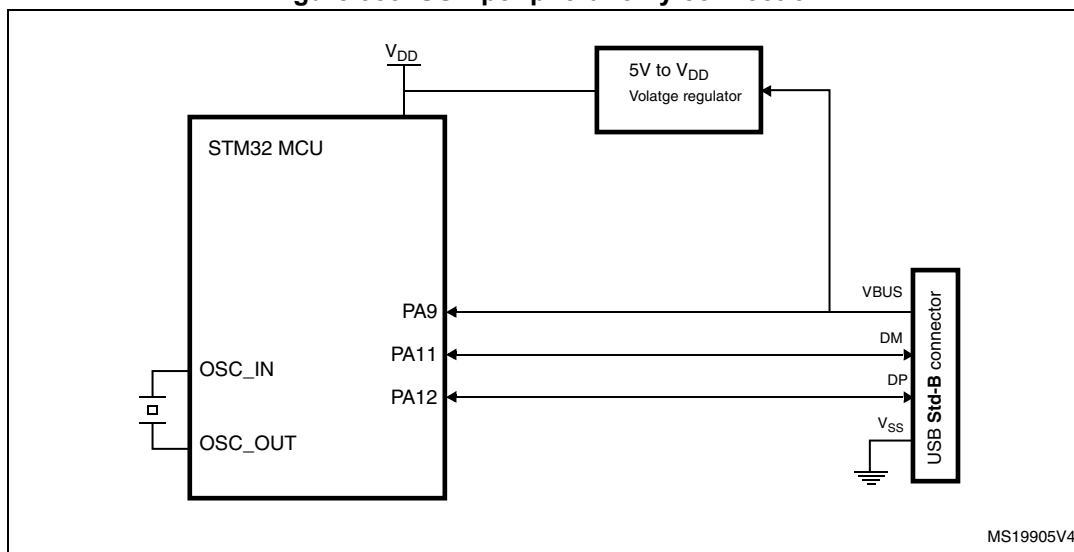 VDD
5V to VDD
Volatge regulator
STM32 MCU
VBUS
PA9
DM
PA11
OSC_IN
DP
PA12
VSS
OSC_OUT
USB Std-B connector
MS19905V4